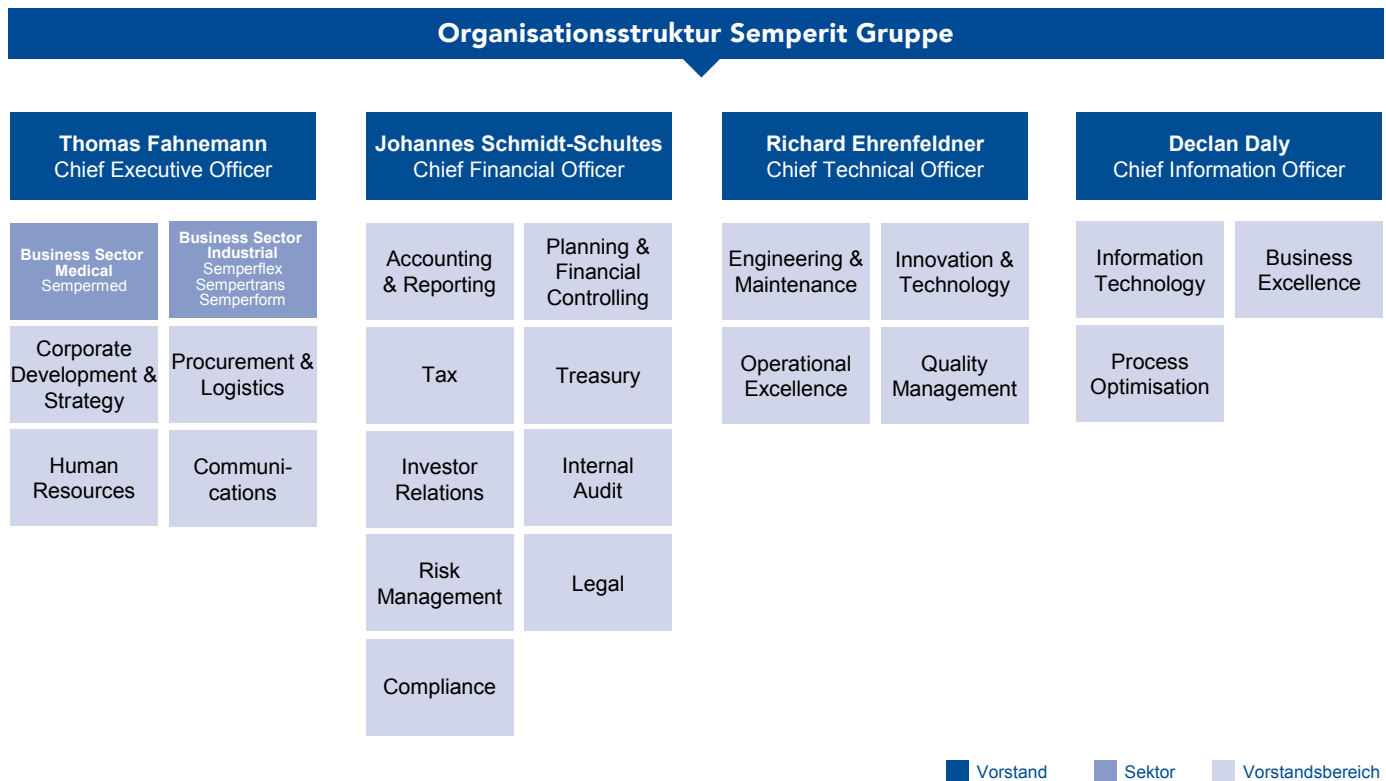 Organisationsstruktur Semperit Gruppe
Thomas Fahnemann
Chief Executive Officer
Business Sector
Medical
Sempermed
Business Sector
Industrial
Semperflex
Sempertrans
Semperform
Corporate
Development &
Strategy
Procurement &
Logistics
Human
Resources
Communi-
cations
Johannes Schmidt-Schultes
Chief Financial Officer
Accounting
& Reporting
Planning &
Financial
Controlling
Tax
Treasury
Investor
Relations
Internal
Audit
Risk
Management
Legal
Compliance
Richard Ehrenfeldner
Chief Technical Officer
Engineering &
Maintenance
Innovation &
Technology
Operational
Excellence
Quality
Management
Declan Daly
Chief Information Officer
Information
Technology
Business
Excellence
Process
Optimisation
Vorstand
Sektor
Vorstandsbereich